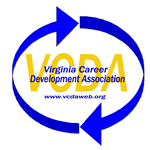 VCDA
Virginia Career
Development Association
www.vcdaweb.org